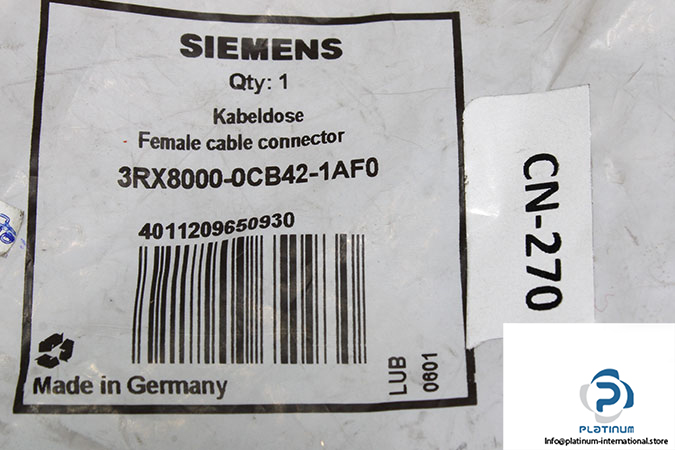 SIEMENS
Qty: 1
Kabeldose
Female cable connector
3RX8000-0CB42-1AF0
4011209650930
Made in Germany
LUB
0601
CN-270
PLATINUM
Info@platinum-international.store